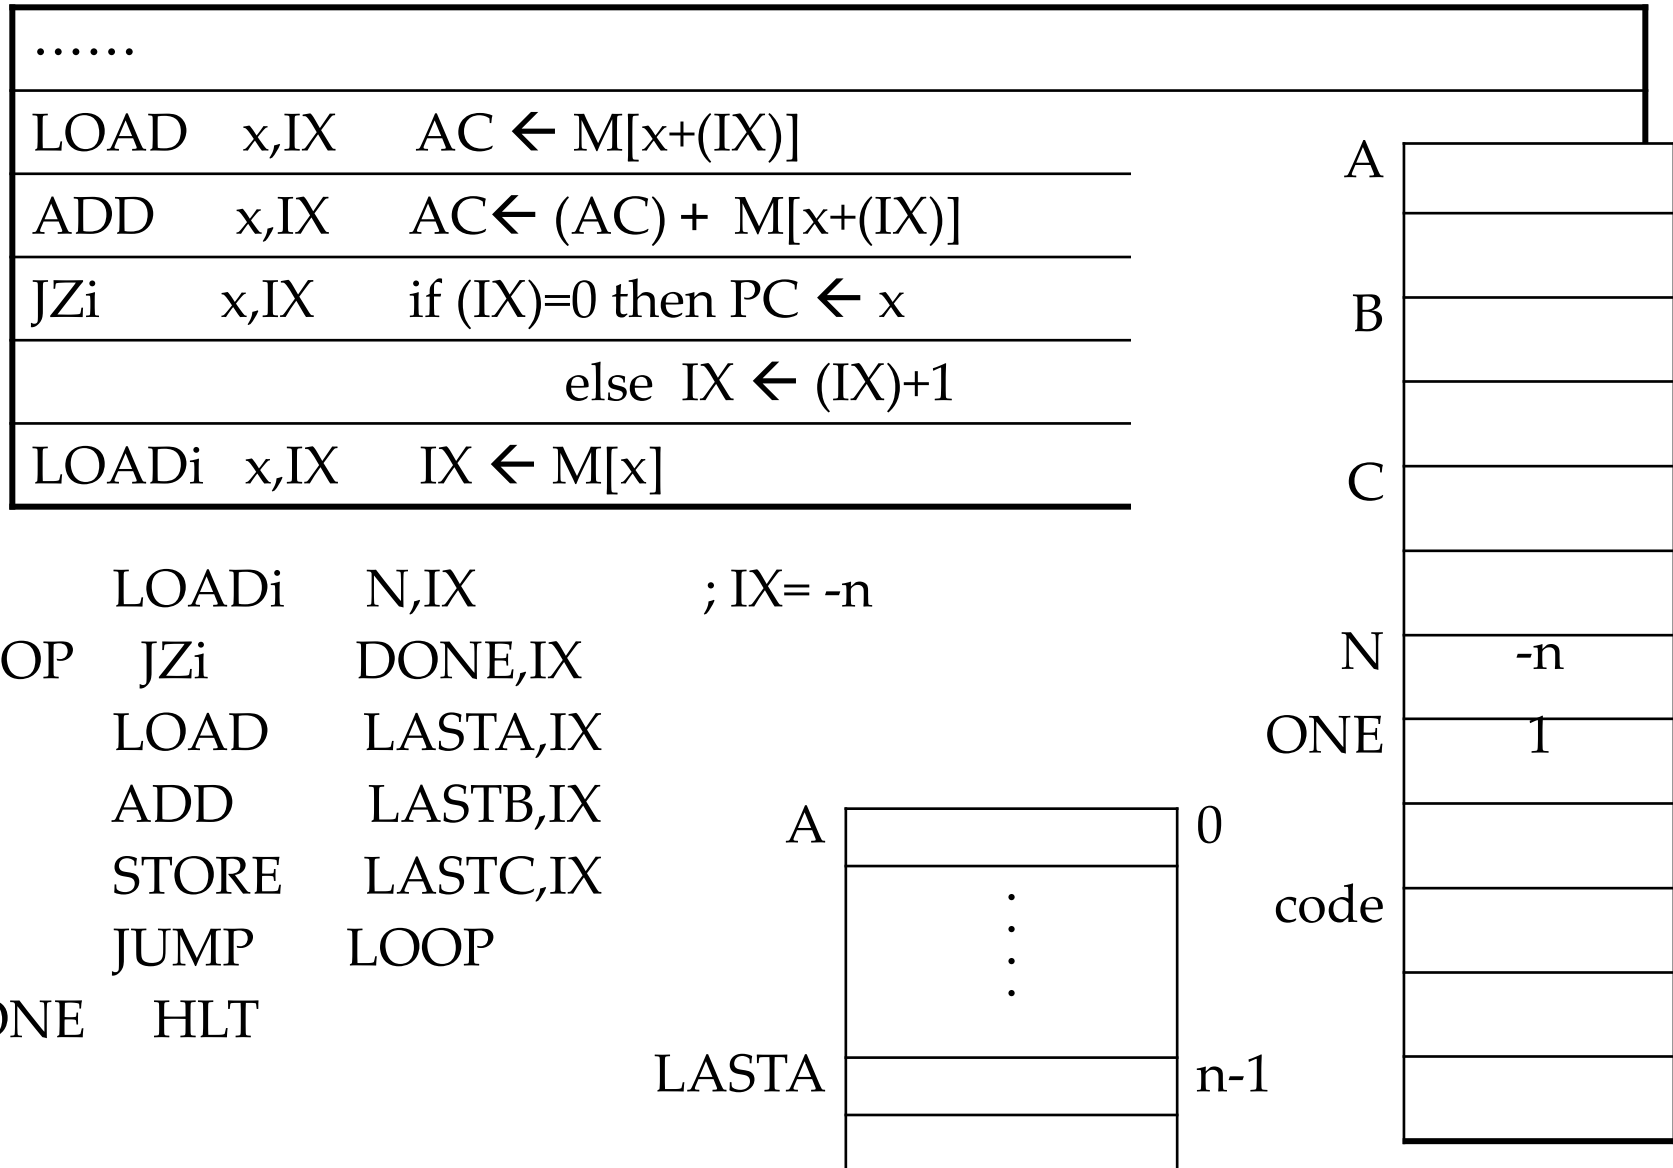 ......
LOAD x,IX AC ← M[x+(IX)]
ADD x,IX AC← (AC) + M[x+(IX)]
JZi x,IX if (IX)=0 then PC ← x
else IX ← (IX)+1
LOADi x,IX IX ← M[x]
LOADi N,IX ; IX= -n
OP JZi DONE,IX
LOAD LASTA,IX
ADD LASTB,IX
STORE LASTC,IX
JUMP LOOP
ONE HLT
A 0
LASTA n-1
A
B
C
N -n
ONE 1
code